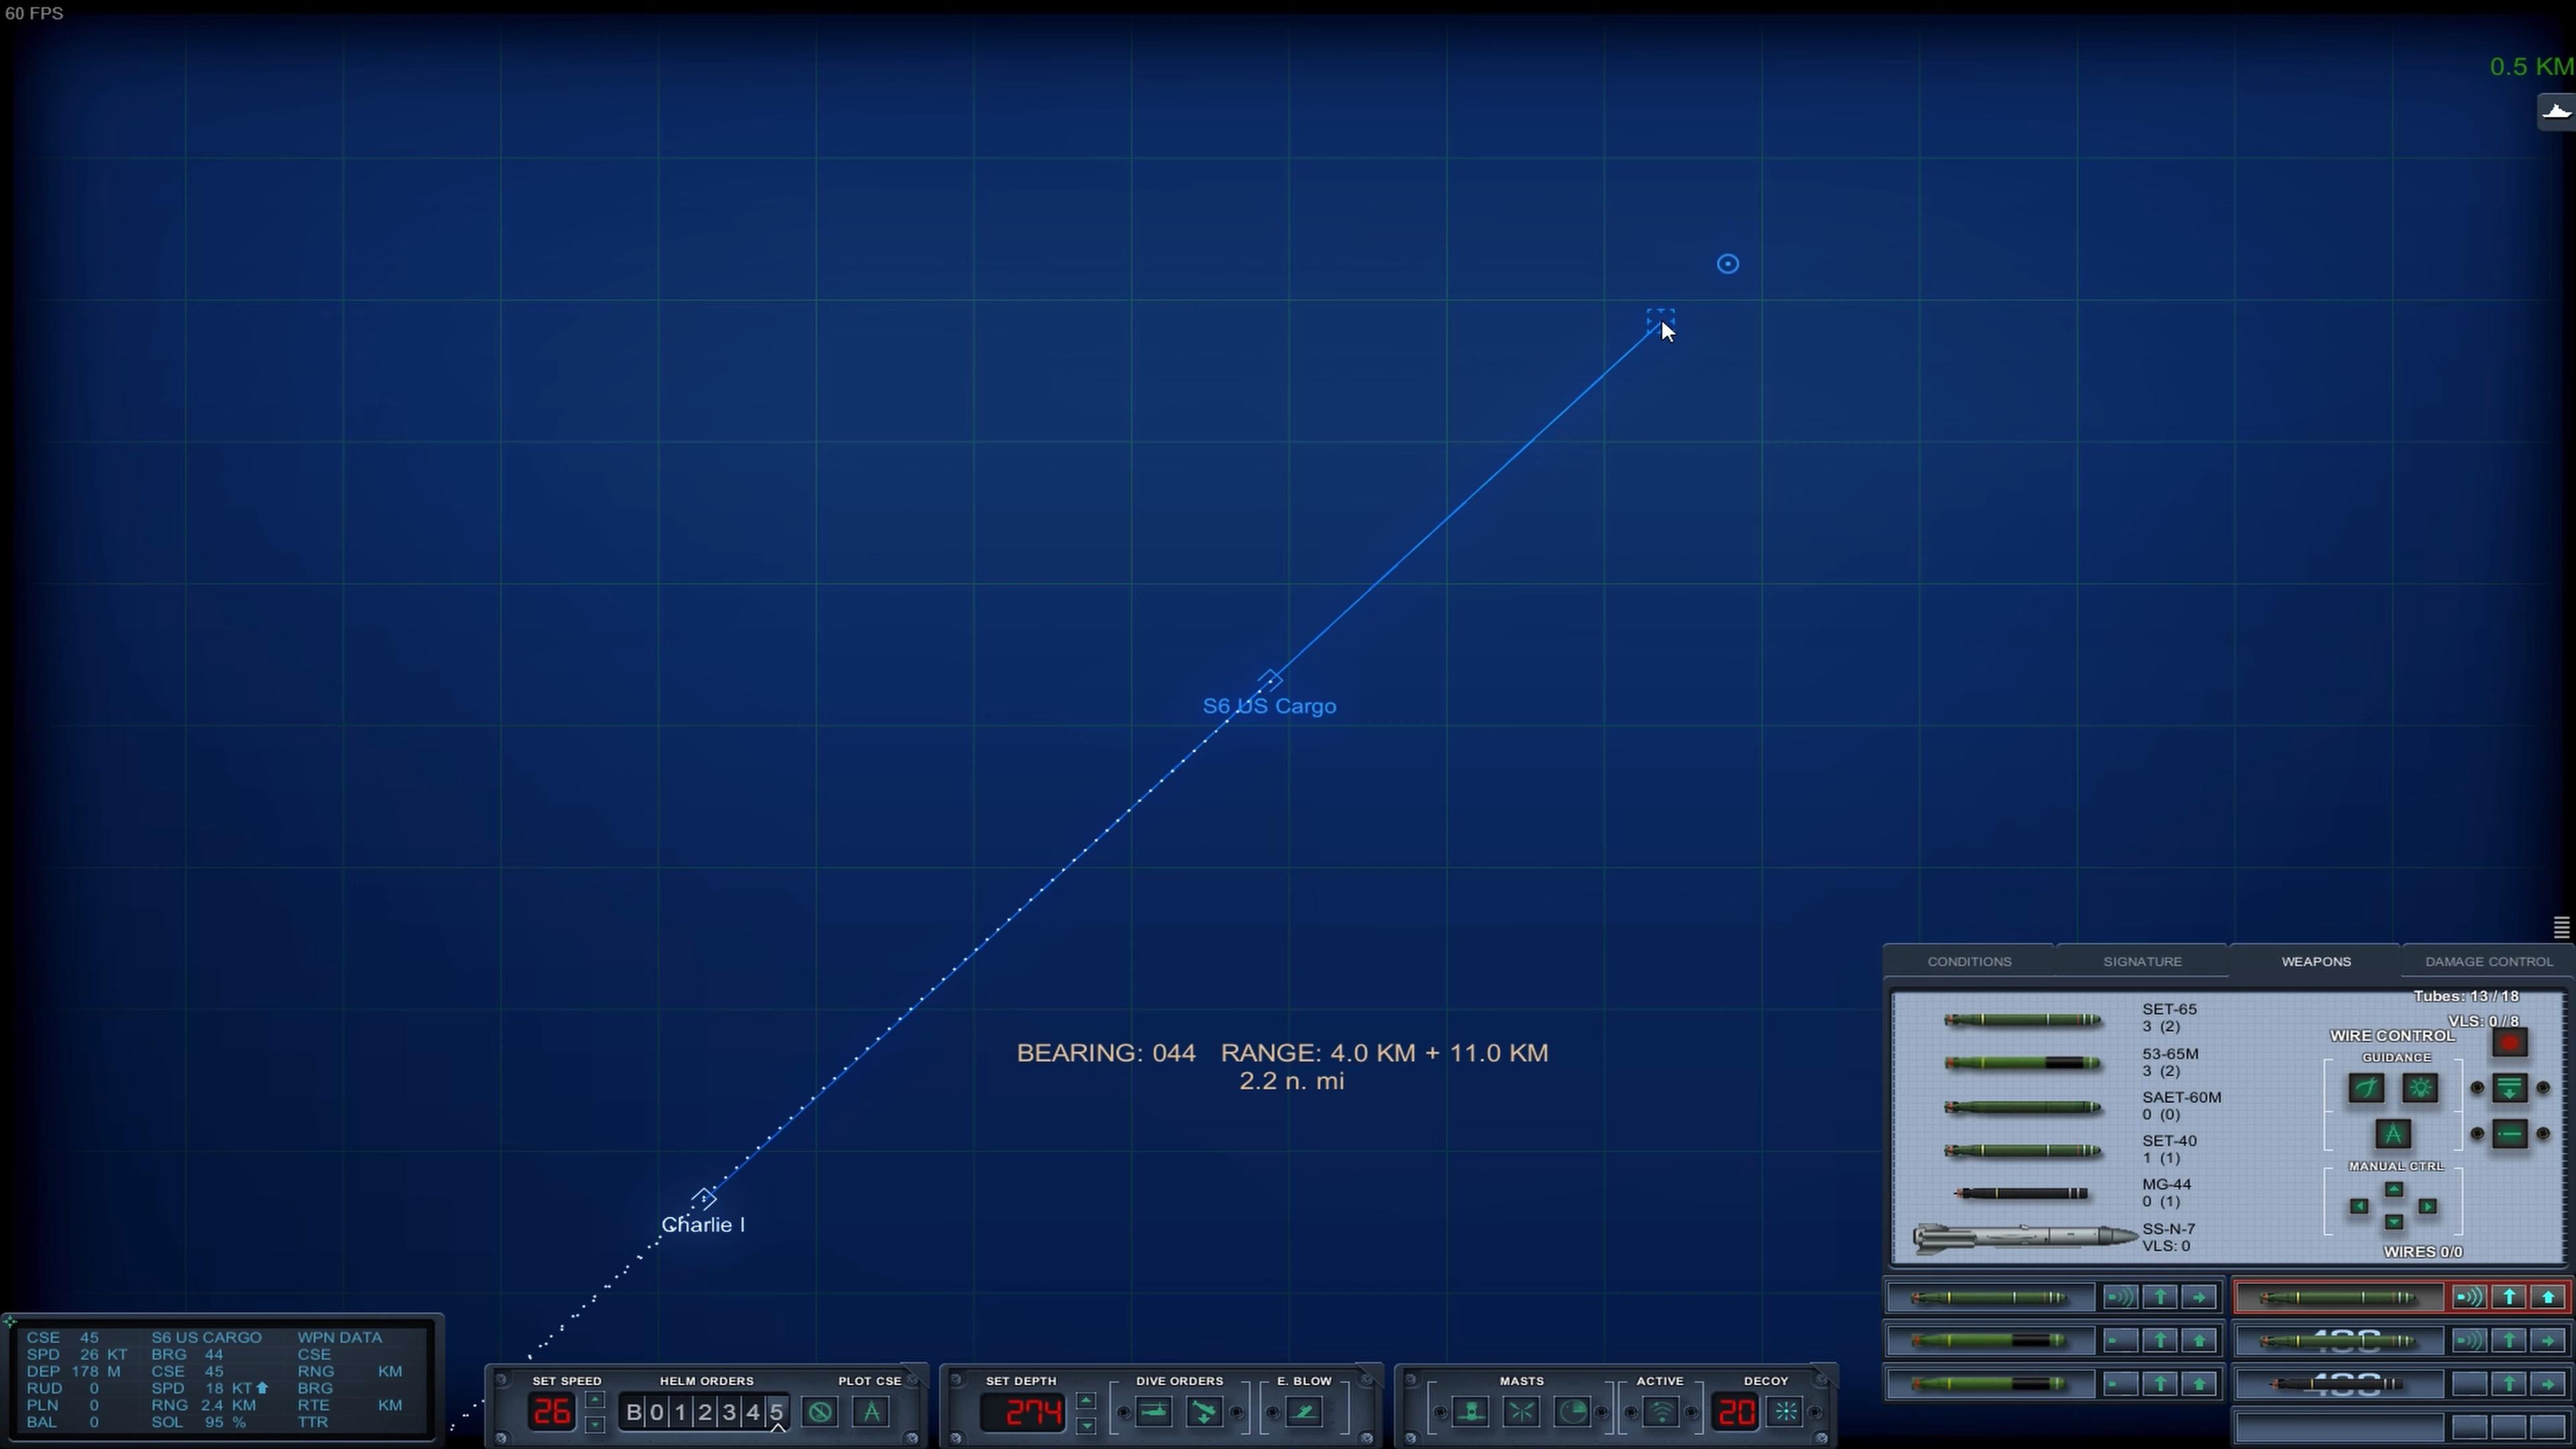 60 FPS
0.5 KM
S6 US Cargo
BEARING: 044 RANGE: 4.0 KM + 11.0 KM
2.2 n. mi
Charlie I
CONDITIONS SIGNATURE WEAPONS DAMAGE CONTROL
Tubes: 13 / 18
VLS: 0 / 8
SET-65
3 (2)
53-65M
3 (2)
SAET-60M
0 (0)
SET-40
1 (1)
MG-44
0 (1)
SS-N-7
VLS: 0
WIRE CONTROL
GUIDANCE
MANUAL CTRL
WIRES 0/0
CSE 45 S6 US CARGO WPN DATA
SPD 26 KT BRG 44 CSE
DEP 178 M CSE 45 RNG KM
RUD 0 SPD 18 KT BRG
PLN 0 RNG 2.4 KM RTE KM
BAL 0 SOL 95 % TTR
SET SPEED HELM ORDERS PLOT CSE
26 B 0 1 2 3 4 5
SET DEPTH DIVE ORDERS E. BLOW
274
MASTS ACTIVE DECOY
20